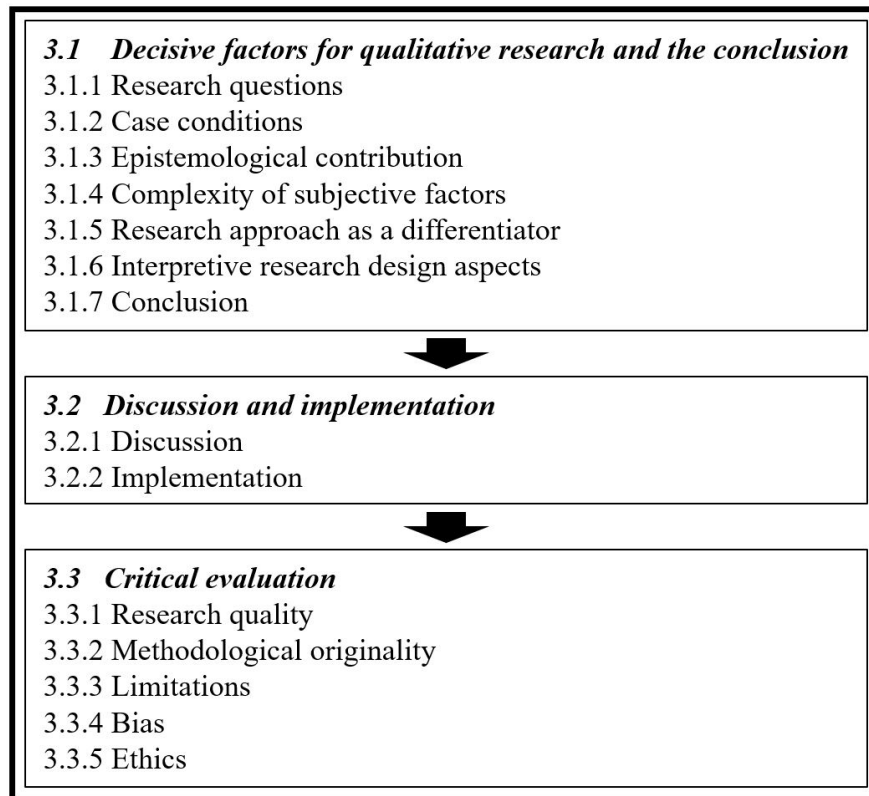 3.1 Decisive factors for qualitative research and the conclusion
3.1.1 Research questions
3.1.2 Case conditions
3.1.3 Epistemological contribution
3.1.4 Complexity of subjective factors
3.1.5 Research approach as a differentiator
3.1.6 Interpretive research design aspects
3.1.7 Conclusion
3.2 Discussion and implementation
3.2.1 Discussion
3.2.2 Implementation
3.3 Critical evaluation
3.3.1 Research quality
3.3.2 Methodological originality
3.3.3 Limitations
3.3.4 Bias
3.3.5 Ethics